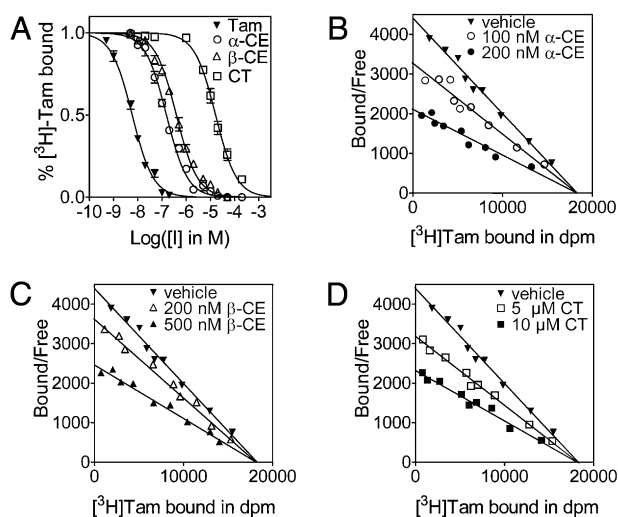 A
Tam
α-CE
β-CE
CT
% [³H]-Tam bound
1.0
0.5
0.0
-10 -9 -8 -7 -6 -5 -4 -3
Log([I] in M)
B
vehicle
100 nM α-CE
200 nM α-CE
Bound/Free
4000
3000
2000
1000
0
0 10000 20000
[³H]Tam bound in dpm
C
vehicle
200 nM β-CE
500 nM β-CE
Bound/Free
4000
3000
2000
1000
0
0 10000 20000
[³H]Tam bound in dpm
D
vehicle
5 µM CT
10 µM CT
Bound/Free
4000
3000
2000
1000
0
0 10000 20000
[³H]Tam bound in dpm